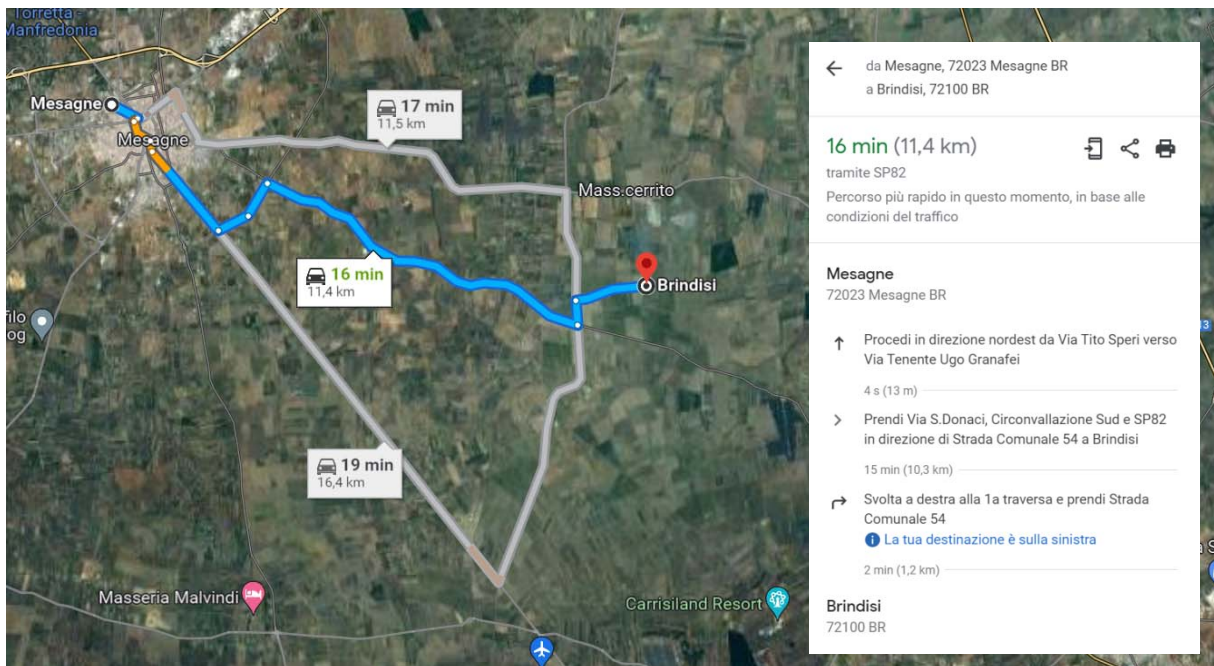 Torretta -
Manfredonia
Mesagne
Mesagne
17 min
11,5 km
Mass.cerrito
16 min
11,4 km
Brindisi
filo
og
19 min
16,4 km
Masseria Malvindi
Carrisiland Resort
da Mesagne, 72023 Mesagne BR
a Brindisi, 72100 BR
16 min (11,4 km)
tramite SP82
Percorso più rapido in questo momento, in base alle
condizioni del traffico
Mesagne
72023 Mesagne BR
Procedi in direzione nordest da Via Tito Speri verso
Via Tenente Ugo Granafei
4 s (13 m)
Prendi Via S.Donaci, Circonvallazione Sud e SP82
in direzione di Strada Comunale 54 a Brindisi
15 min (10,3 km)
Svolta a destra alla 1a traversa e prendi Strada
Comunale 54
La tua destinazione è sulla sinistra
2 min (1,2 km)
Brindisi
72100 BR